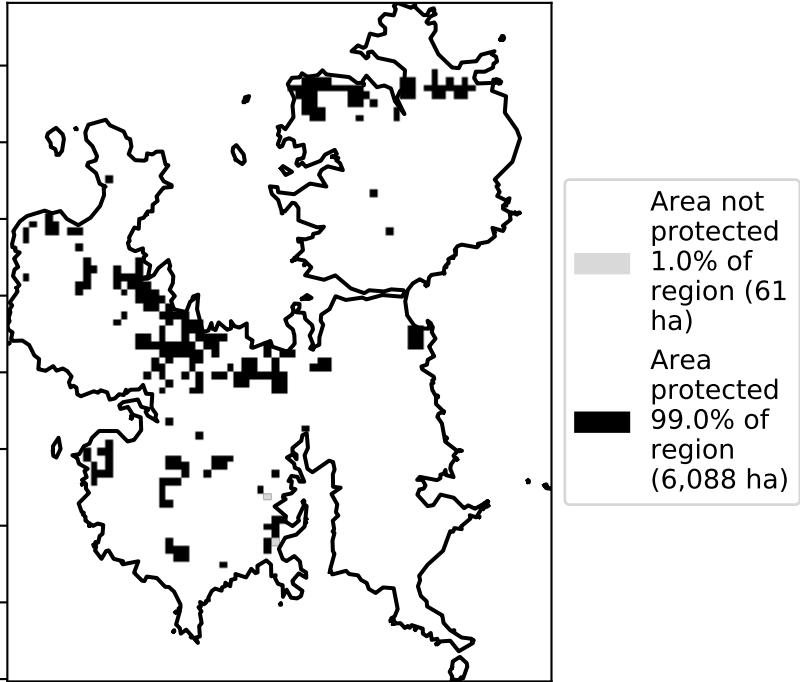 Area not
protected
1.0% of
region (61
ha)
Area
protected
99.0% of
region
(6,088 ha)